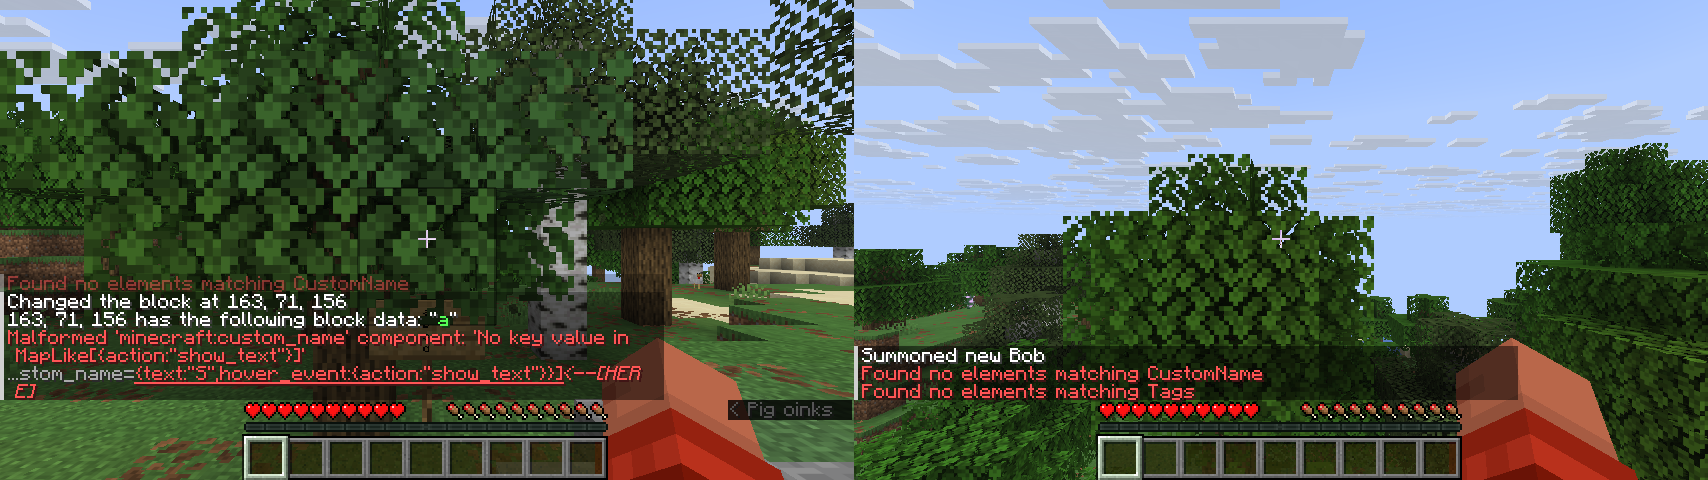 Found no elements matching CustomName
Changed the block at 163, 71, 156
163, 71, 156 has the following block data: "a"
Malformed 'minecraft:custom_name' component: 'No key value in
MapLike[{action:"show_text"}]'
...stom_name={text:"S",hover_event:{action:"show_text"}}]<--[HER
E]
< Pig oinks
Summoned new Bob
Found no elements matching CustomName
Found no elements matching Tags